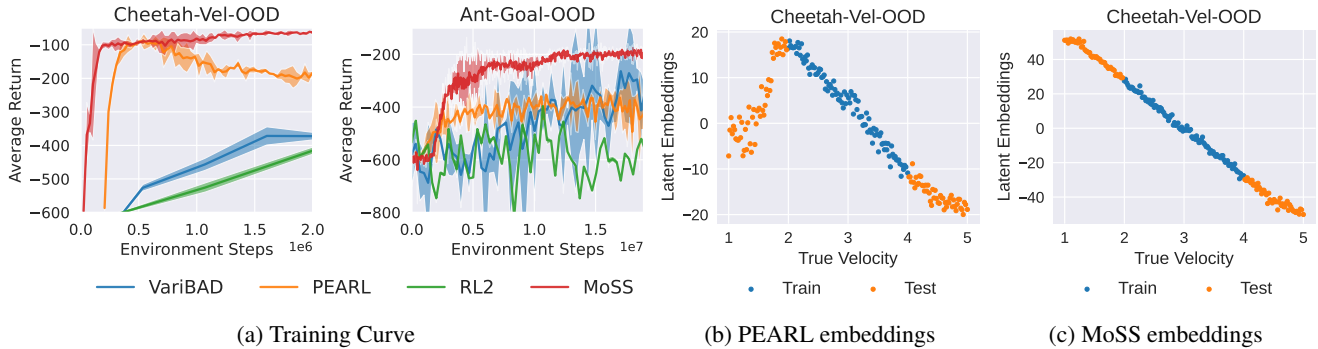 Cheetah-Vel-OOD
Average Return
−100
−200
−300
−400
−500
−600
0.0
0.5
1.0
1.5
2.0
Environment Steps
1e6
Ant-Goal-OOD
Average Return
−200
−400
−600
−800
0.0
0.5
1.0
1.5
Environment Steps
1e7
VariBAD
PEARL
RL2
MoSS
(a) Training Curve
Cheetah-Vel-OOD
Latent Embeddings
20
10
0
−10
−20
1
2
3
4
5
True Velocity
Train
Test
(b) PEARL embeddings
Cheetah-Vel-OOD
Latent Embeddings
40
20
0
−20
−40
1
2
3
4
5
True Velocity
Train
Test
(c) MoSS embeddings